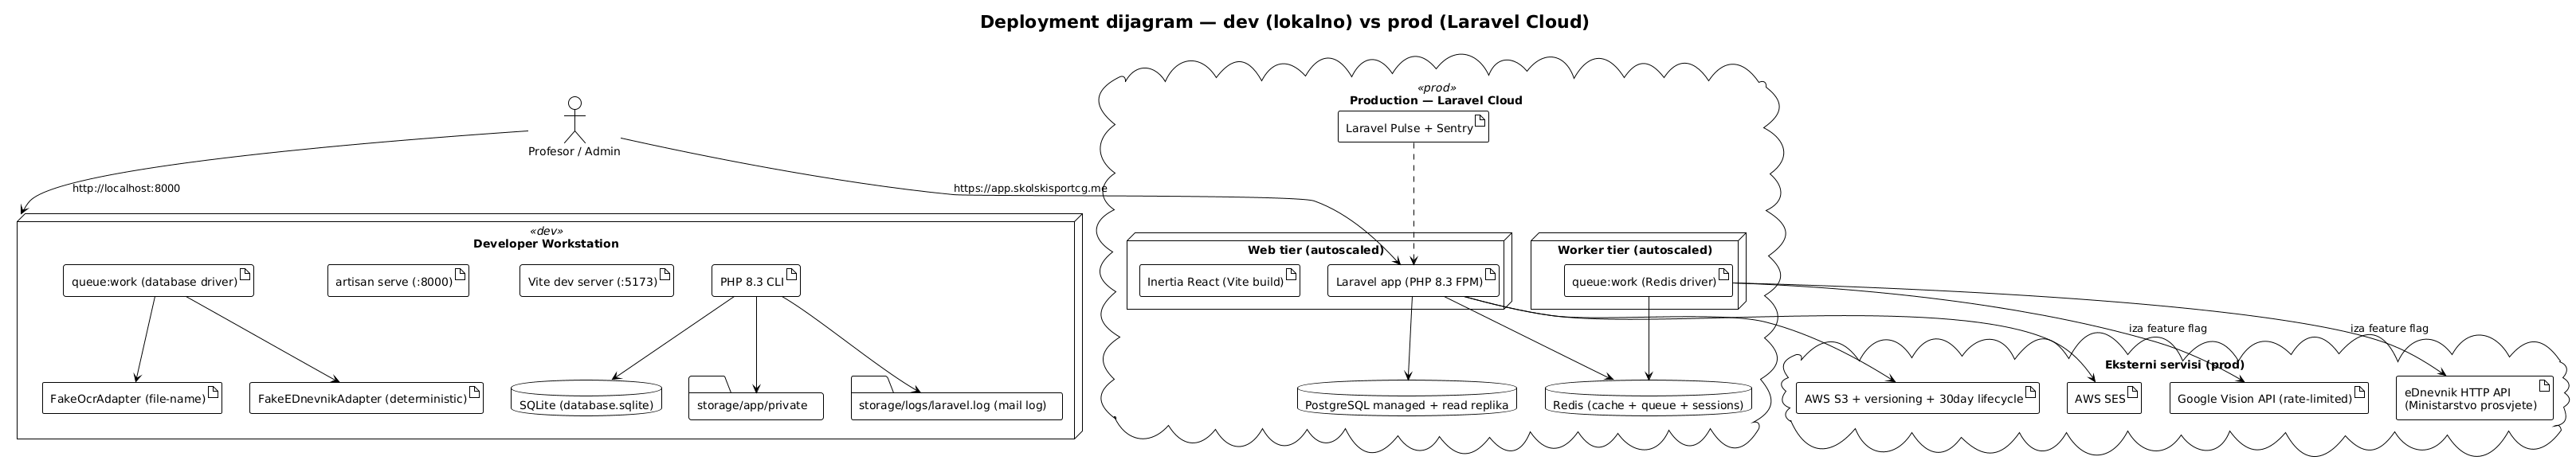 Deployment dijagram — dev (lokalno) vs prod (Laravel Cloud)
Profesor / Admin
http://localhost:8000
https://app.skolskisportcg.me
«dev»
Developer Workstation
queue:work (database driver)
artisan serve (:8000)
Vite dev server (:5173)
PHP 8.3 CLI
FakeOcrAdapter (file-name)
FakeEDnevnikAdapter (deterministic)
SQLite (database.sqlite)
storage/app/private
storage/logs/laravel.log (mail log)
«prod»
Production — Laravel Cloud
Laravel Pulse + Sentry
Web tier (autoscaled)
Inertia React (Vite build)
Laravel app (PHP 8.3 FPM)
Worker tier (autoscaled)
queue:work (Redis driver)
PostgreSQL managed + read replika
Redis (cache + queue + sessions)
iza feature flag
iza feature flag
Eksterni servisi (prod)
AWS S3 + versioning + 30day lifecycle
AWS SES
Google Vision API (rate-limited)
eDnevnik HTTP API
(Ministarstvo prosvjete)